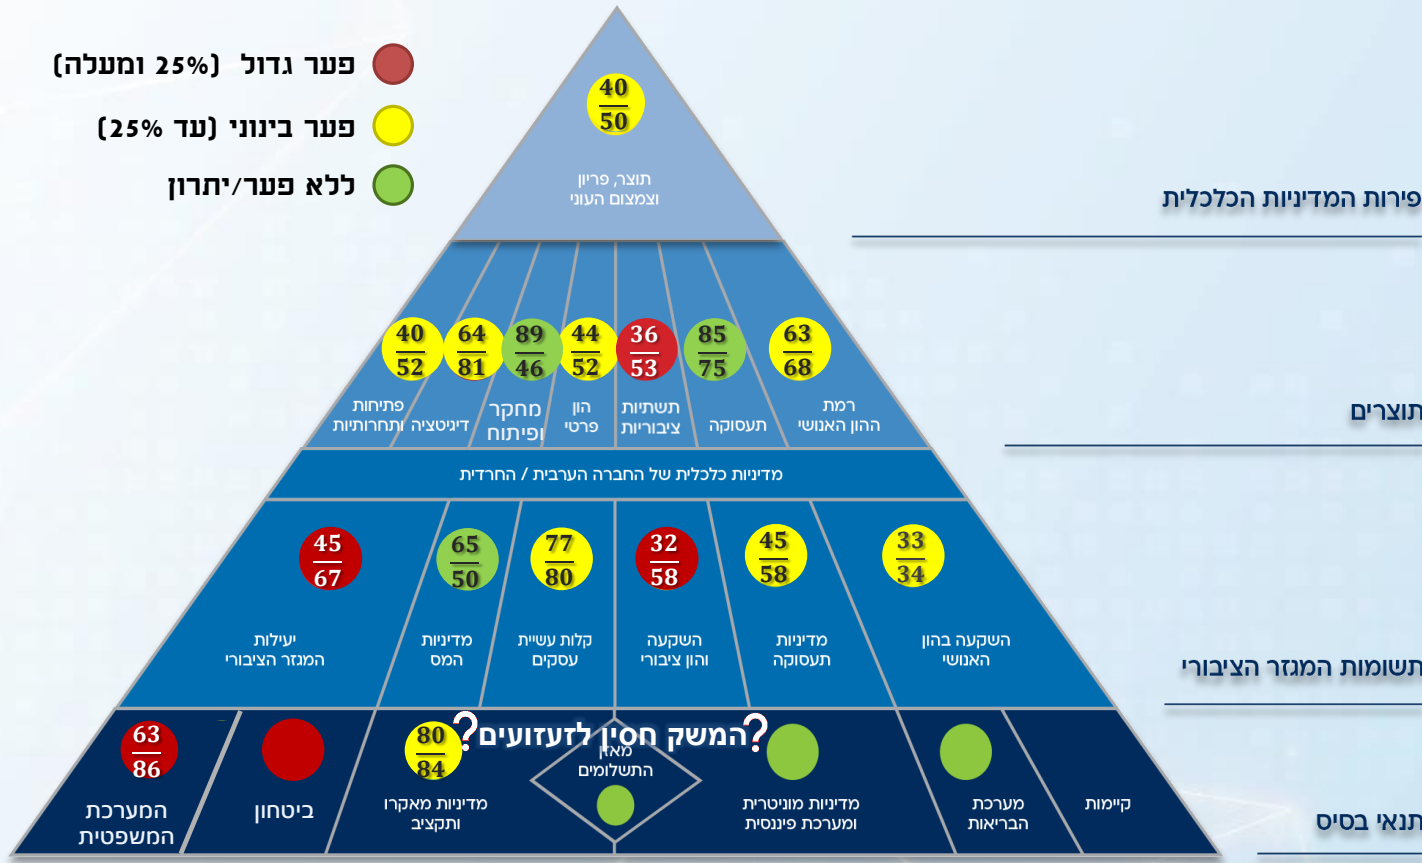 פער גדול (25% ומעלה)
פער בינוני (עד 25%)
ללא פער/יתרון
40
50
תוצר, פריון
וצמצום העוני
פירות המדיניות הכלכלית
63
68
רמת
ההון האנושי
85
75
תעסוקה
36
53
תשתיות
ציבוריות
44
52
הון
פרטי
89
46
מחקר
ופיתוח
64
81
דיגיטציה
40
52
פתיחות
ותחרותיות
תוצרים
מדיניות כלכלית של החברה הערבית / החרדית
33
34
השקעה בהון
האנושי
45
58
מדיניות
תעסוקה
32
58
השקעה
והון ציבורי
77
80
קלות עשיית
עסקים
65
50
מדיניות
המס
45
67
יעילות
המגזר הציבורי
תשומות המגזר הציבורי
?המשק חסין לזעזועים?
קיימות
מערכת
הבריאות
מדיניות מוניטרית
ומערכת פיננסית
מאזן
התשלומים
80
84
מדיניות מאקרו
ותקציב
ביטחון
63
86
המערכת
המשפטית
תנאי בסיס